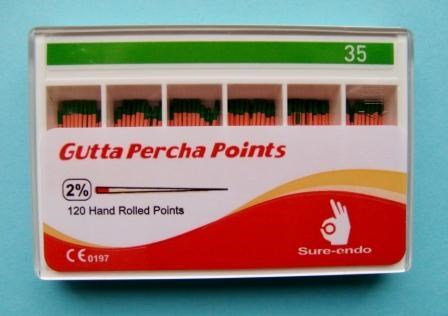 35
Gutta Percha Points
2%
120 Hand Rolled Points
CE 0197
Sure-endo